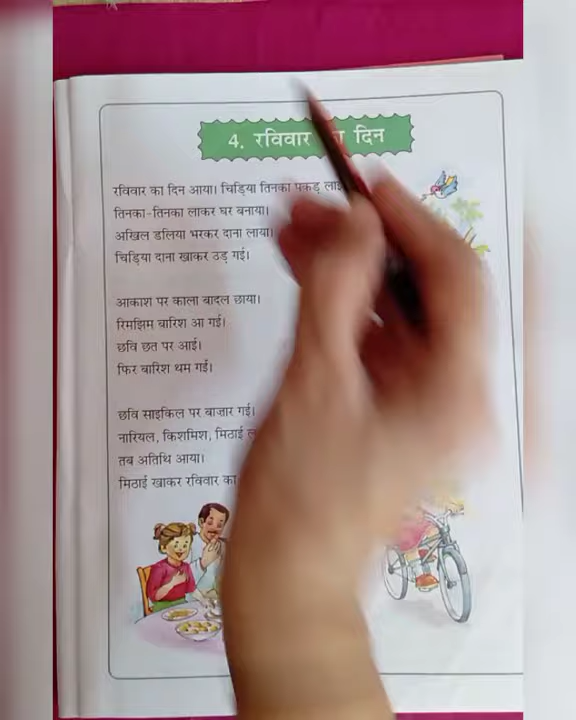 4. रविवार का दिन
रविवार का दिन आया। चिड़िया तिनका पकड़
तिनका-तिनका लाकर घर बनाया।
अखिल डलिया भरकर दाना लाया।
चिड़िया दाना खाकर उड़ गई।
आकाश पर काला बादल छाया।
रिमझिम बारिश आ गई।
छवि छत पर आई।
फिर बारिश थम गई।
छवि साइकिल पर बाजार गई।
नारियल, किशमिश, मिठाई
तब अतिथि आया।
मिठाई खाकर रविवार का